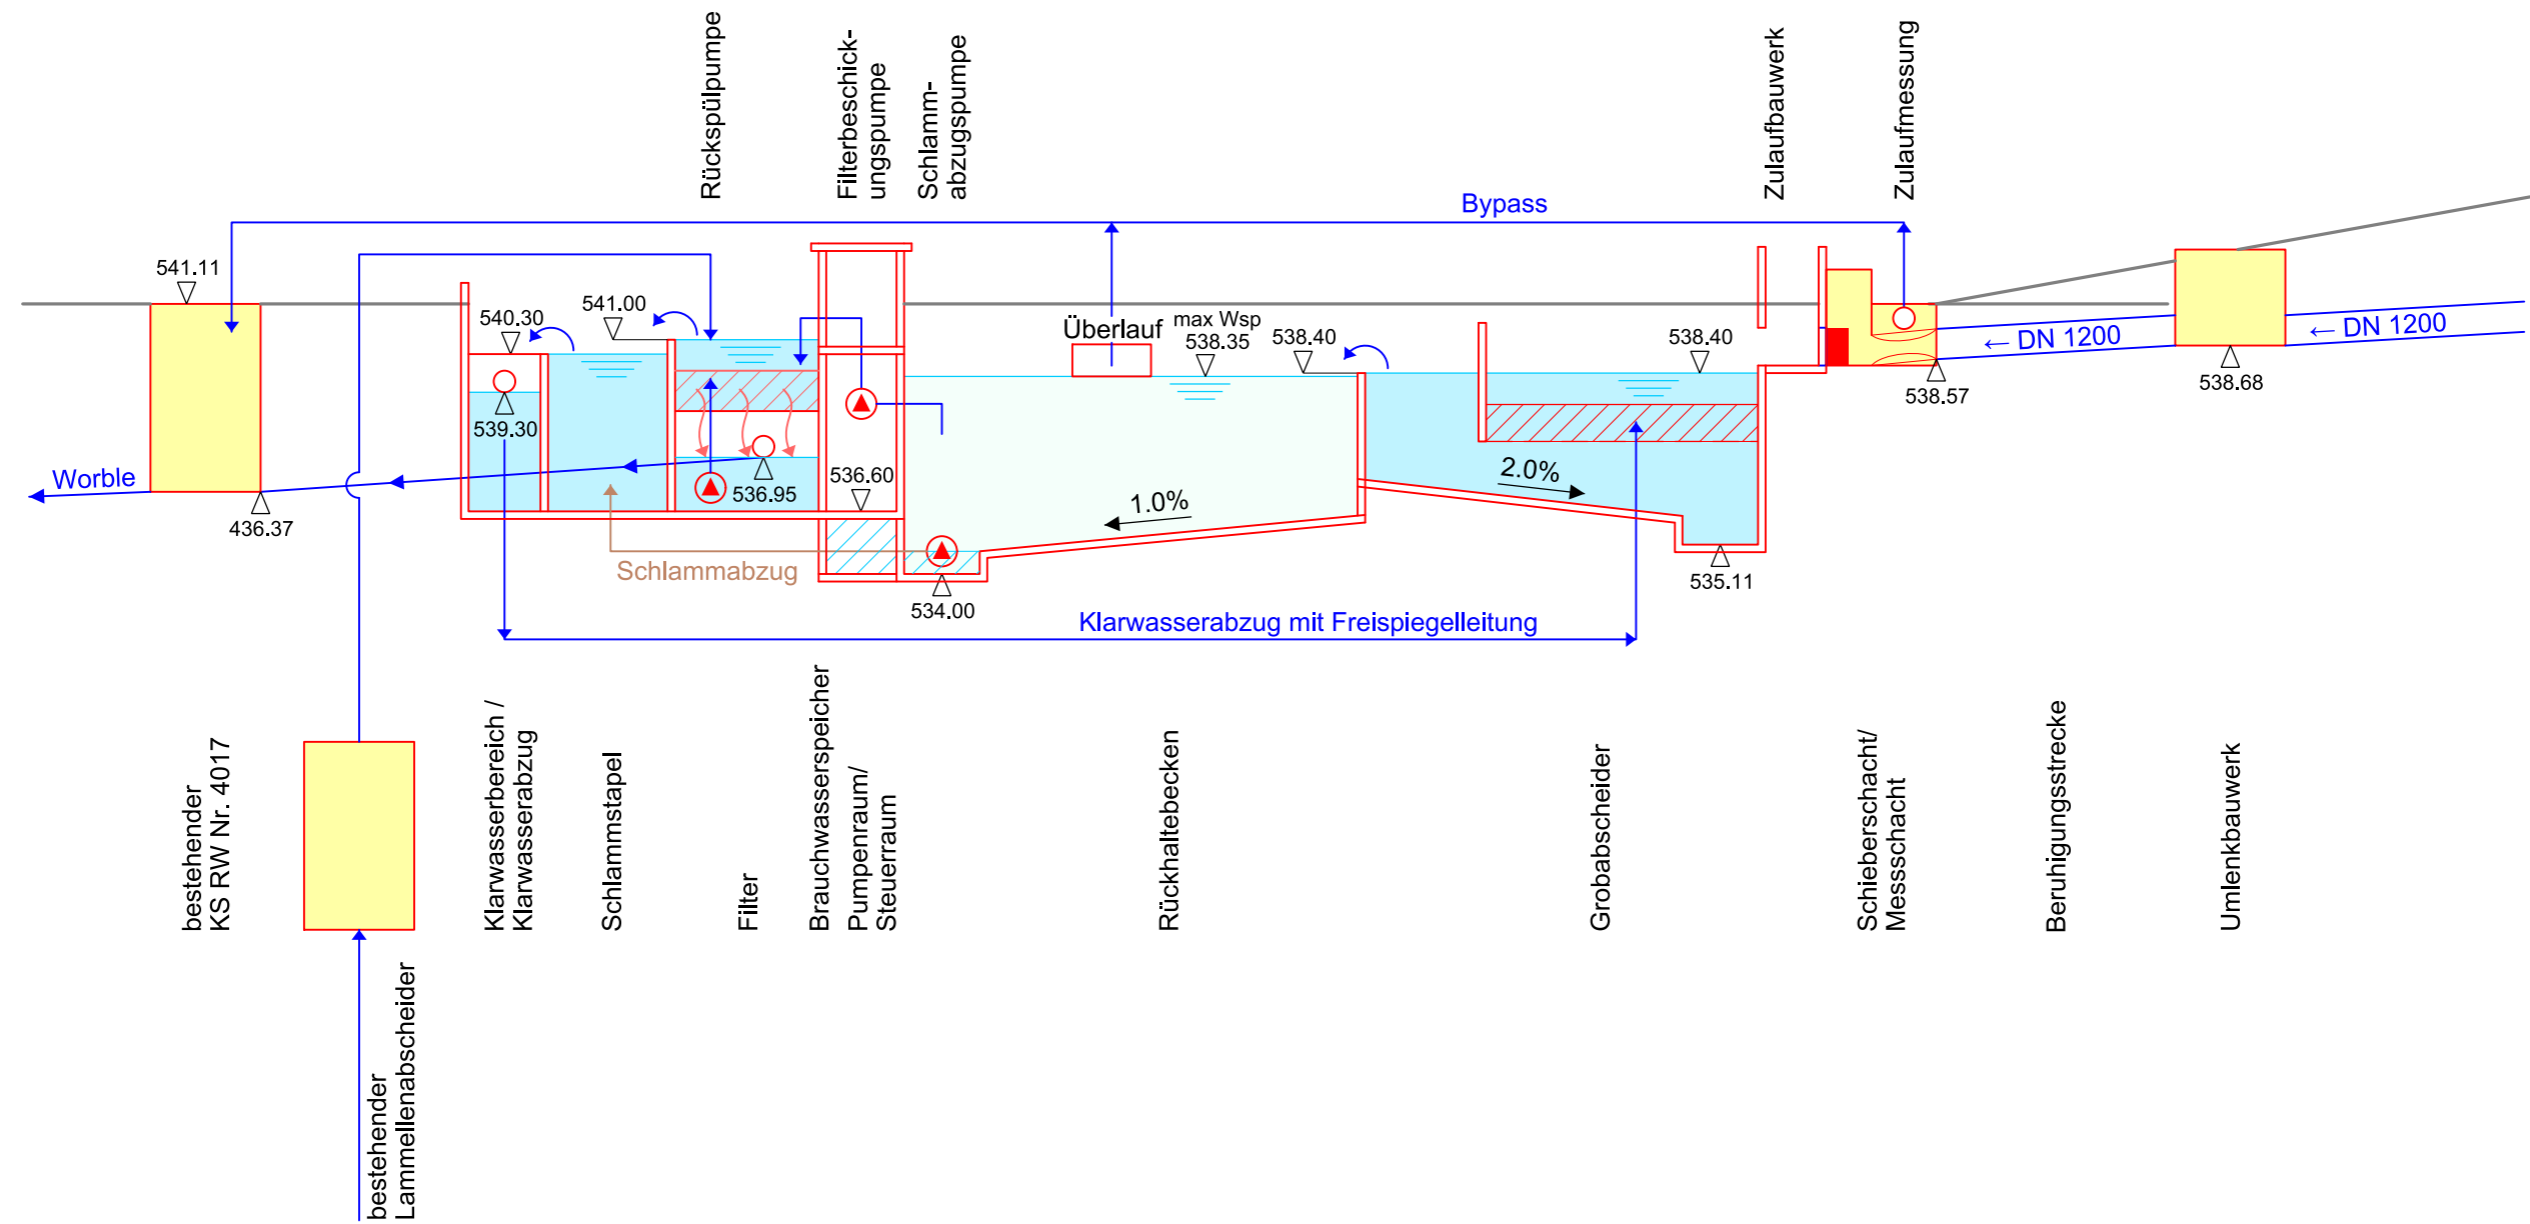 Rückspülpumpe
Filterbeschick-
ungspumpe
Schlamm-
abzugspumpe
Zulaufbauwerk
Zulaufmessung
Bypass
541.11
540.30
541.00
Überlauf
max Wsp
538.35
538.40
538.40
← DN 1200
← DN 1200
538.57
538.68
539.30
536.95
536.60
Worble
436.37
1.0%
2.0%
Schlammabzug
534.00
535.11
Klarwasserabzug mit Freispiegelleitung
bestehender
KS RW Nr. 4017
Klarwasserbereich /
Klarwasserabzug
Schlammstapel
Filter
Brauchwasserspeicher
Pumpenraum/
Steuerraum
Rückhaltebecken
Grobabscheider
Schieberschacht/
Messschacht
Beruhigungsstrecke
Umlenkbauwerk
bestehender
Lammellenabscheider